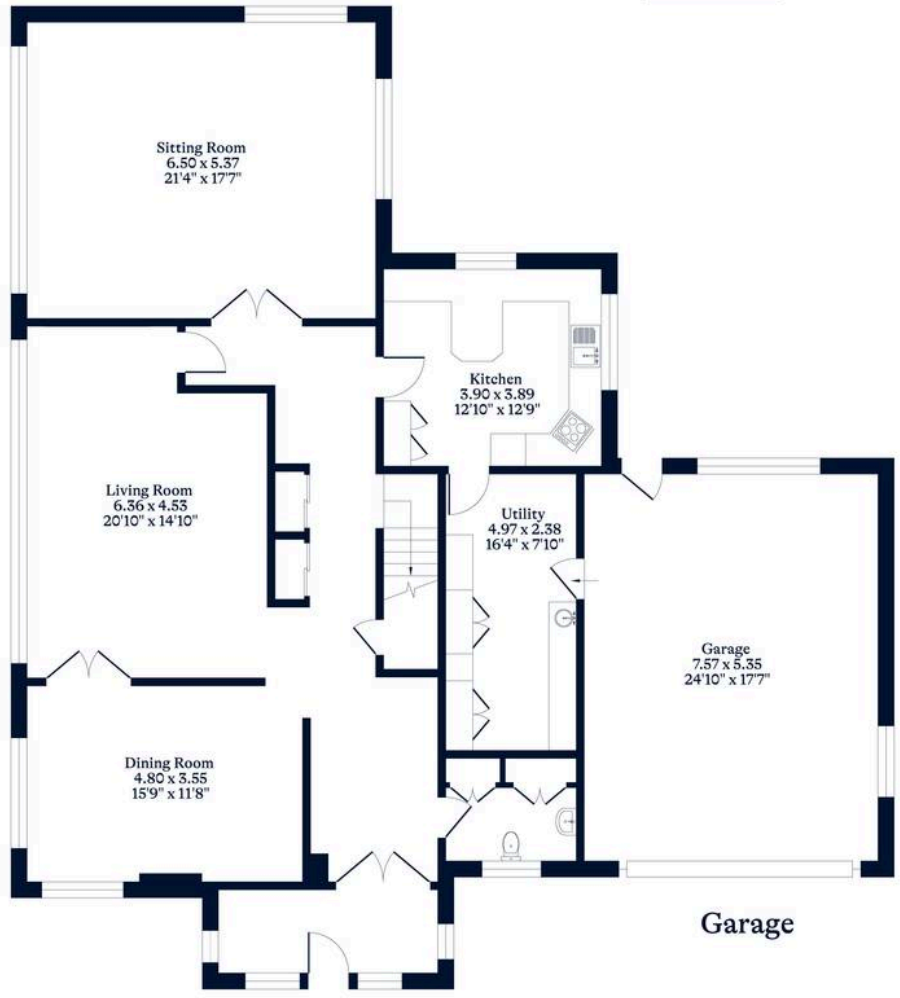 Sitting Room
6.50 x 5.37
21'4" x 17'7"
Kitchen
3.90 x 3.89
12'10" x 12'9"
Living Room
6.36 x 4.53
20'10" x 14'10"
Utility
4.97 x 2.38
16'4" x 7'10"
Garage
7.57 x 5.35
24'10" x 17'7"
Dining Room
4.80 x 3.55
15'9" x 11'8"
Garage